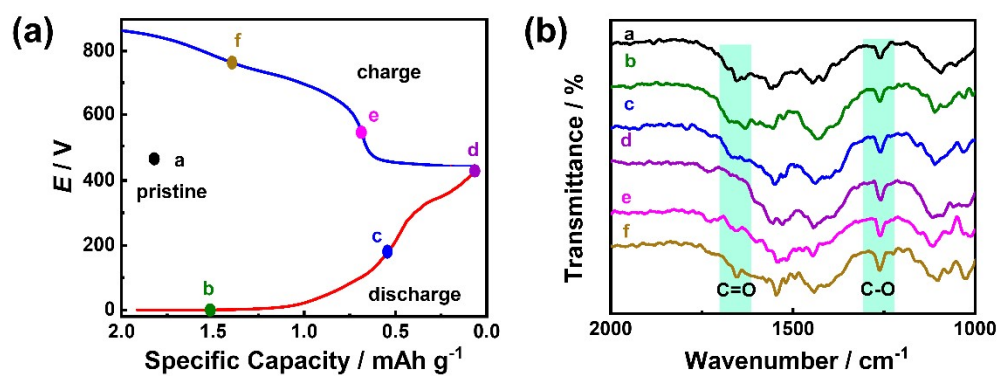 (a)
E / V
800
600
400
200
0
2.0 1.5 1.0 0.5 0.0
Specific Capacity / mAh g⁻¹
f
charge
e
d
a
pristine
c
b
discharge
(b)
Transmittance / %
a
b
c
d
e
f
C=O C-O
2000 1500 1000
Wavenumber / cm⁻¹